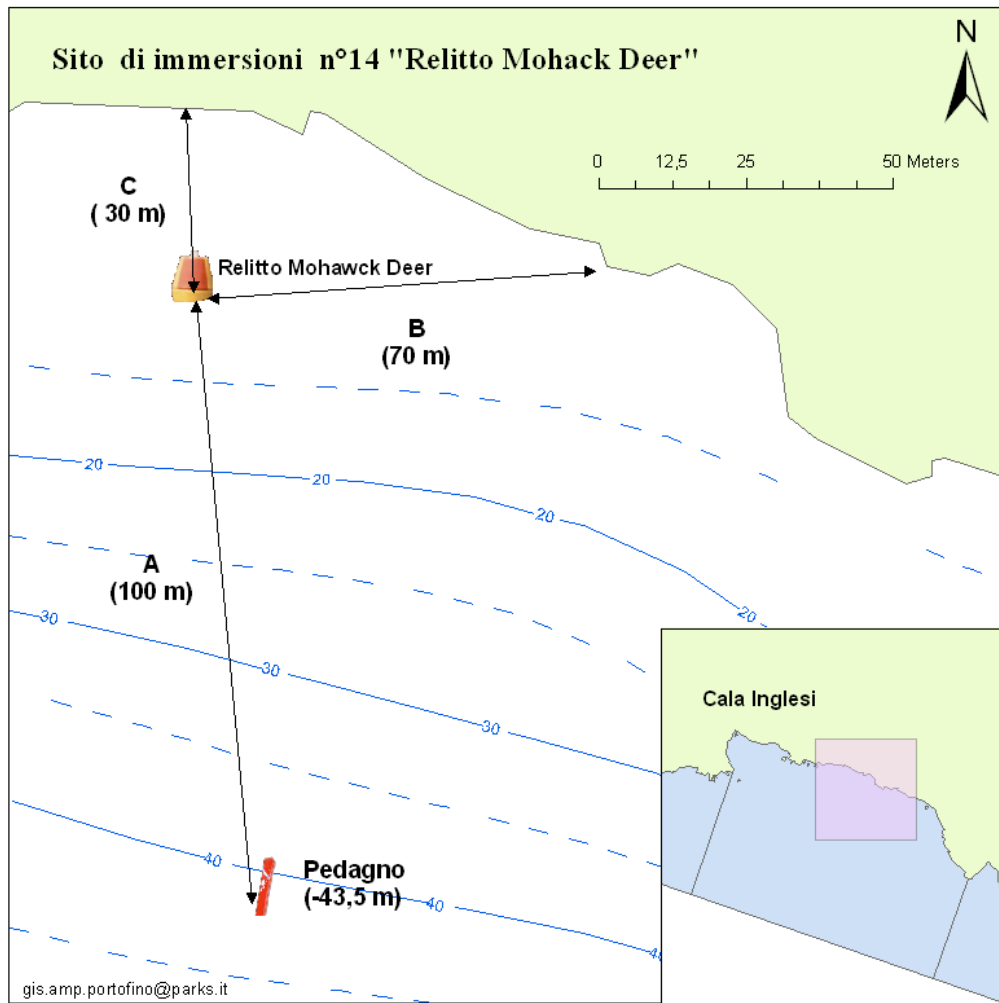 Sito di immersioni n°14 "Relitto Mohack Deer"
N
0 12,5 25 50 Meters
C
( 30 m)
Relitto Mohawck Deer
B
(70 m)
20
20
20
20
A
(100 m)
30
30
30
Cala Inglesi
40
Pedagno
(-43,5 m)
40
40
gis.amp.portofino@parks.it